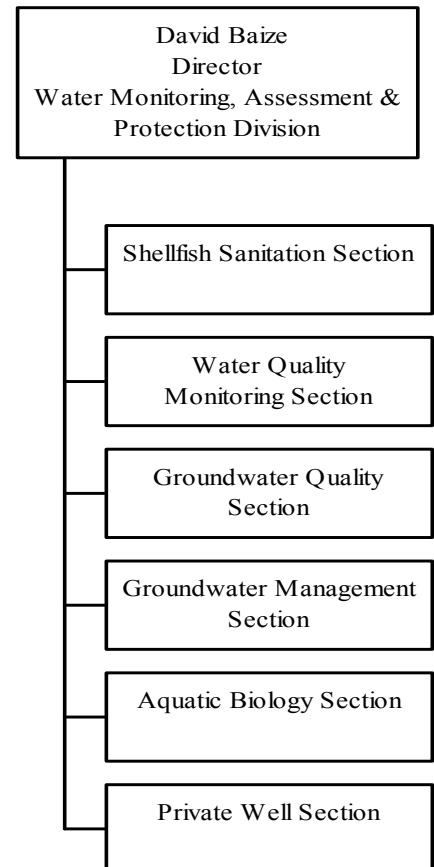 David Baize
Director
Water Monitoring, Assessment &
Protection Division
Shellfish Sanitation Section
Water Quality
Monitoring Section
Groundwater Quality
Section
Groundwater Management
Section
Aquatic Biology Section
Private Well Section